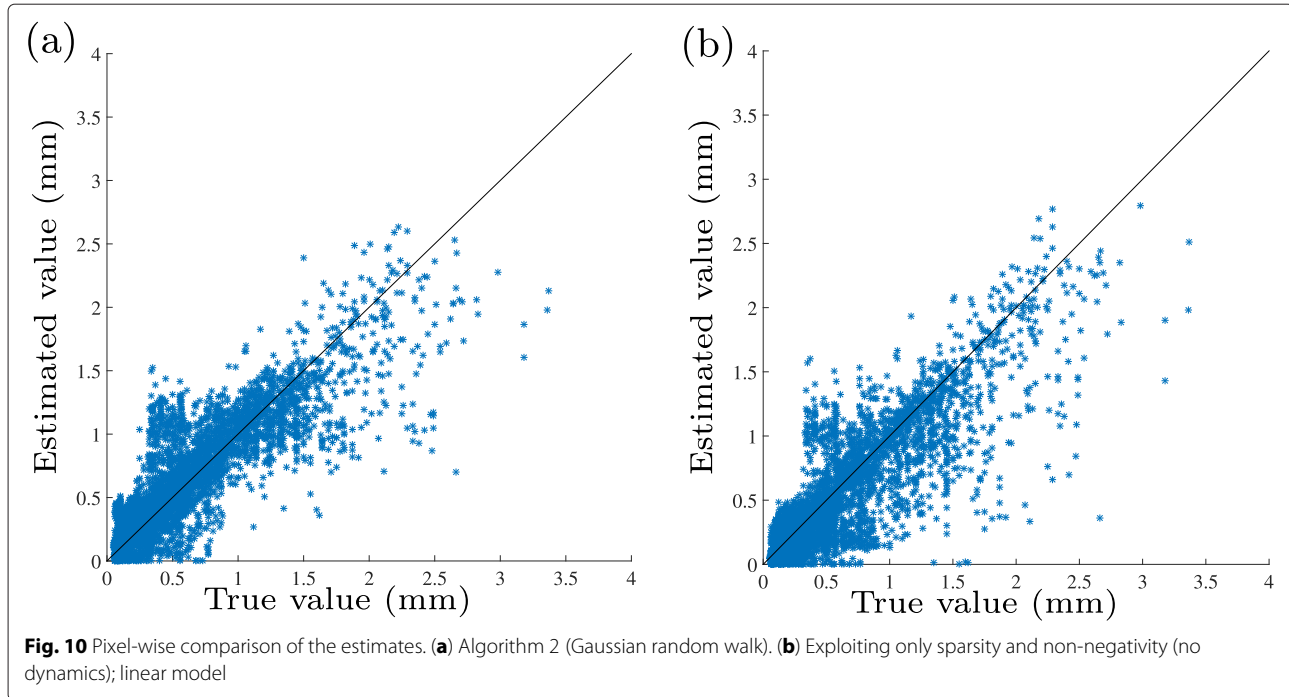 (a)
4
3.5
3
2.5
2
1.5
1
0.5
0
Estimated value (mm)
0 0.5 1 1.5 2 2.5 3 3.5 4
True value (mm)
(b)
4
3.5
3
2.5
2
1.5
1
0.5
0
Estimated value (mm)
0 0.5 1 1.5 2 2.5 3 3.5 4
True value (mm)
Fig. 10 Pixel-wise comparison of the estimates. (a) Algorithm 2 (Gaussian random walk). (b) Exploiting only sparsity and non-negativity (no
dynamics); linear model